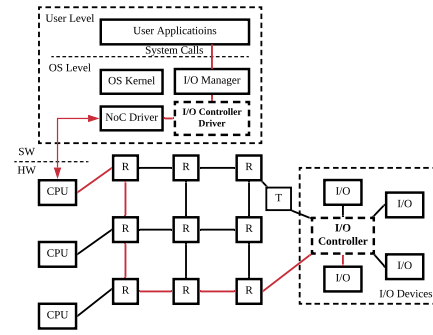 User Level
User Applicatioins
System Calls
OS Level
OS Kernel
I/O Manager
NoC Driver
I/O Controller
Driver
SW
HW
CPU
R
R
R
T
I/O
I/O
I/O
Controller
CPU
R
R
R
I/O
I/O
CPU
R
R
R
I/O Devices